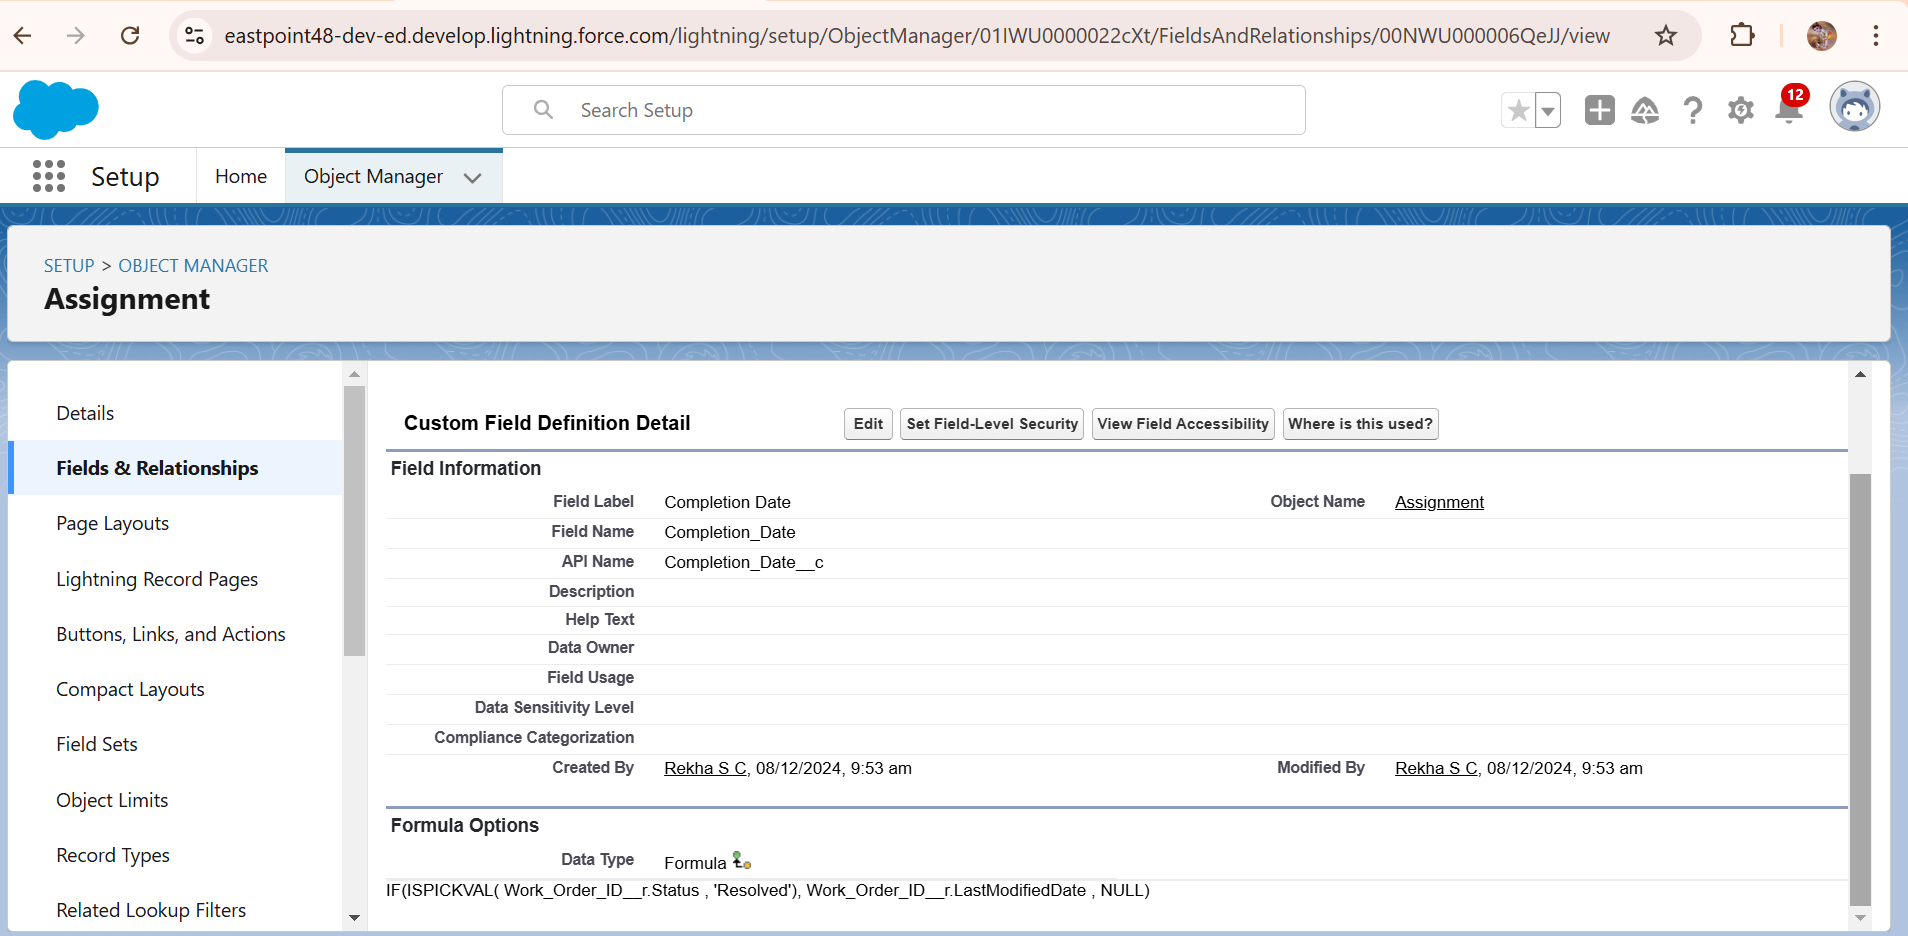 eastpoint48-dev-ed.develop.lightning.force.com/lightning/setup/ObjectManager/01IWU0000022cXt/FieldsAndRelationships/00NWU000006QeJJ/view
Search Setup
12
Setup
Home
Object Manager
SETUP > OBJECT MANAGER
Assignment
Details
Fields & Relationships
Page Layouts
Lightning Record Pages
Buttons, Links, and Actions
Compact Layouts
Field Sets
Object Limits
Record Types
Related Lookup Filters
Custom Field Definition Detail
Edit
Set Field-Level Security
View Field Accessibility
Where is this used?
Field Information
Field Label Completion Date Object Name Assignment
Field Name Completion_Date
API Name Completion_Date__c
Description
Help Text
Data Owner
Field Usage
Data Sensitivity Level
Compliance Categorization
Created By Rekha S C, 08/12/2024, 9:53 am Modified By Rekha S C, 08/12/2024, 9:53 am
Formula Options
Data Type Formula
IF(ISPICKVAL( Work_Order_ID__r.Status , 'Resolved'), Work_Order_ID__r.LastModifiedDate , NULL)